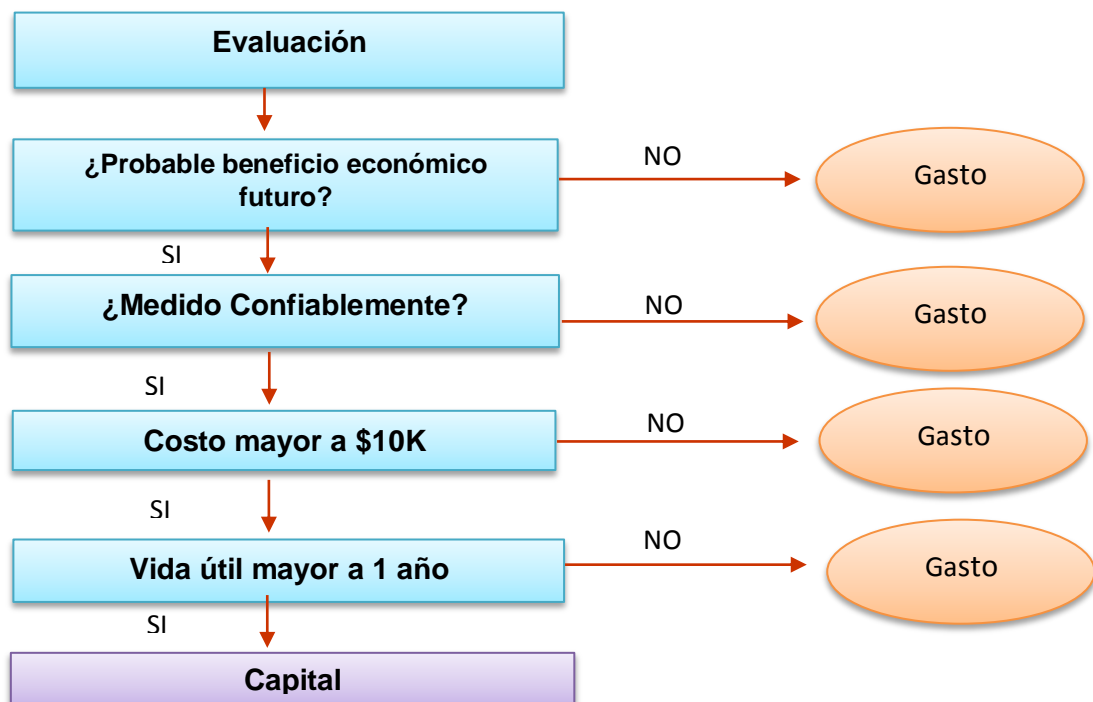 Evaluación
¿Probable beneficio económico
futuro?
NO
Gasto
SI
¿Medido Confiablemente?
NO
Gasto
SI
Costo mayor a $10K
NO
Gasto
SI
Vida útil mayor a 1 año
NO
Gasto
SI
Capital